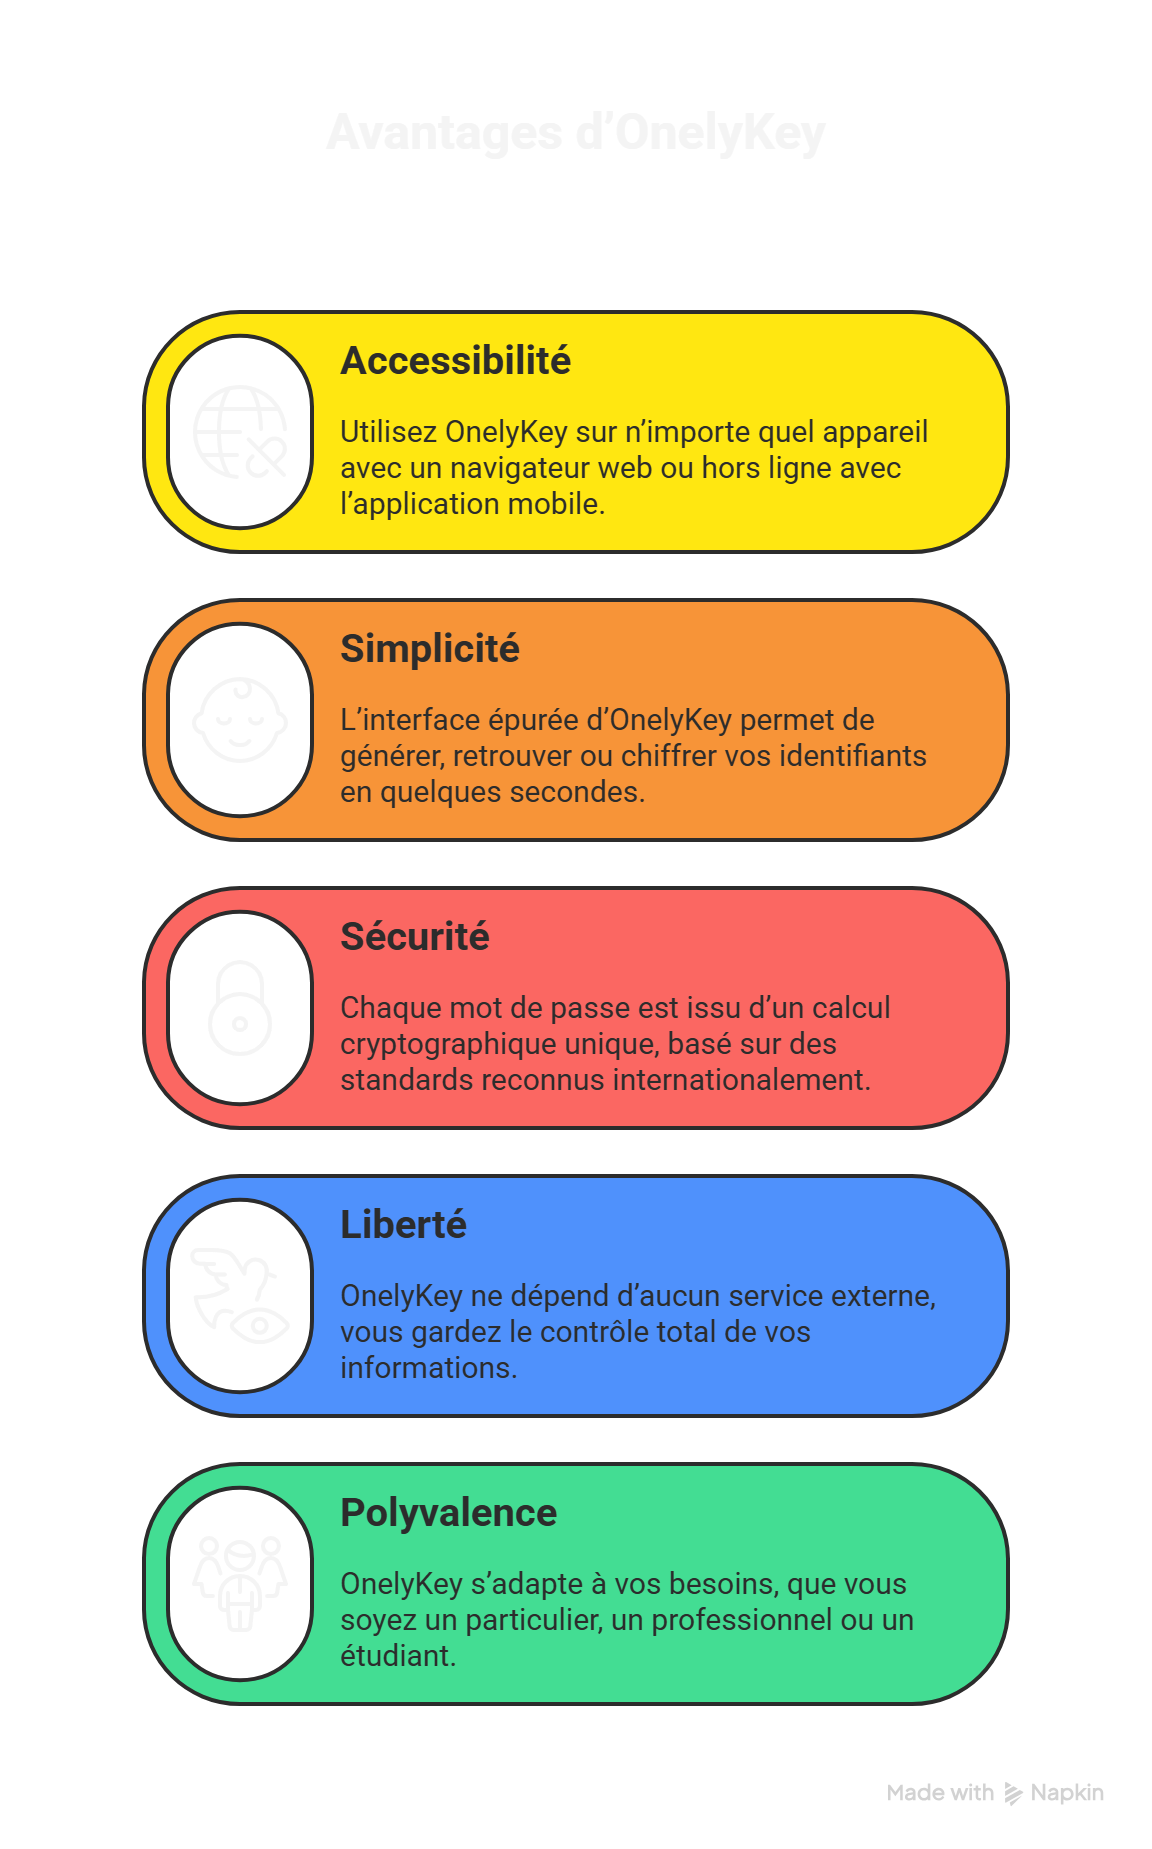 Avantages d’OnelyKey
Accessibilité
Utilisez OnelyKey sur n’importe quel appareil
avec un navigateur web ou hors ligne avec
l’application mobile.
Simplicité
L’interface épurée d’OnelyKey permet de
générer, retrouver ou chiffrer vos identifiants
en quelques secondes.
Sécurité
Chaque mot de passe est issu d’un calcul
cryptographique unique, basé sur des
standards reconnus internationalement.
Liberté
OnelyKey ne dépend d’aucun service externe,
vous gardez le contrôle total de vos
informations.
Polyvalence
OnelyKey s’adapte à vos besoins, que vous
soyez un particulier, un professionnel ou un
étudiant.
Made with Napkin